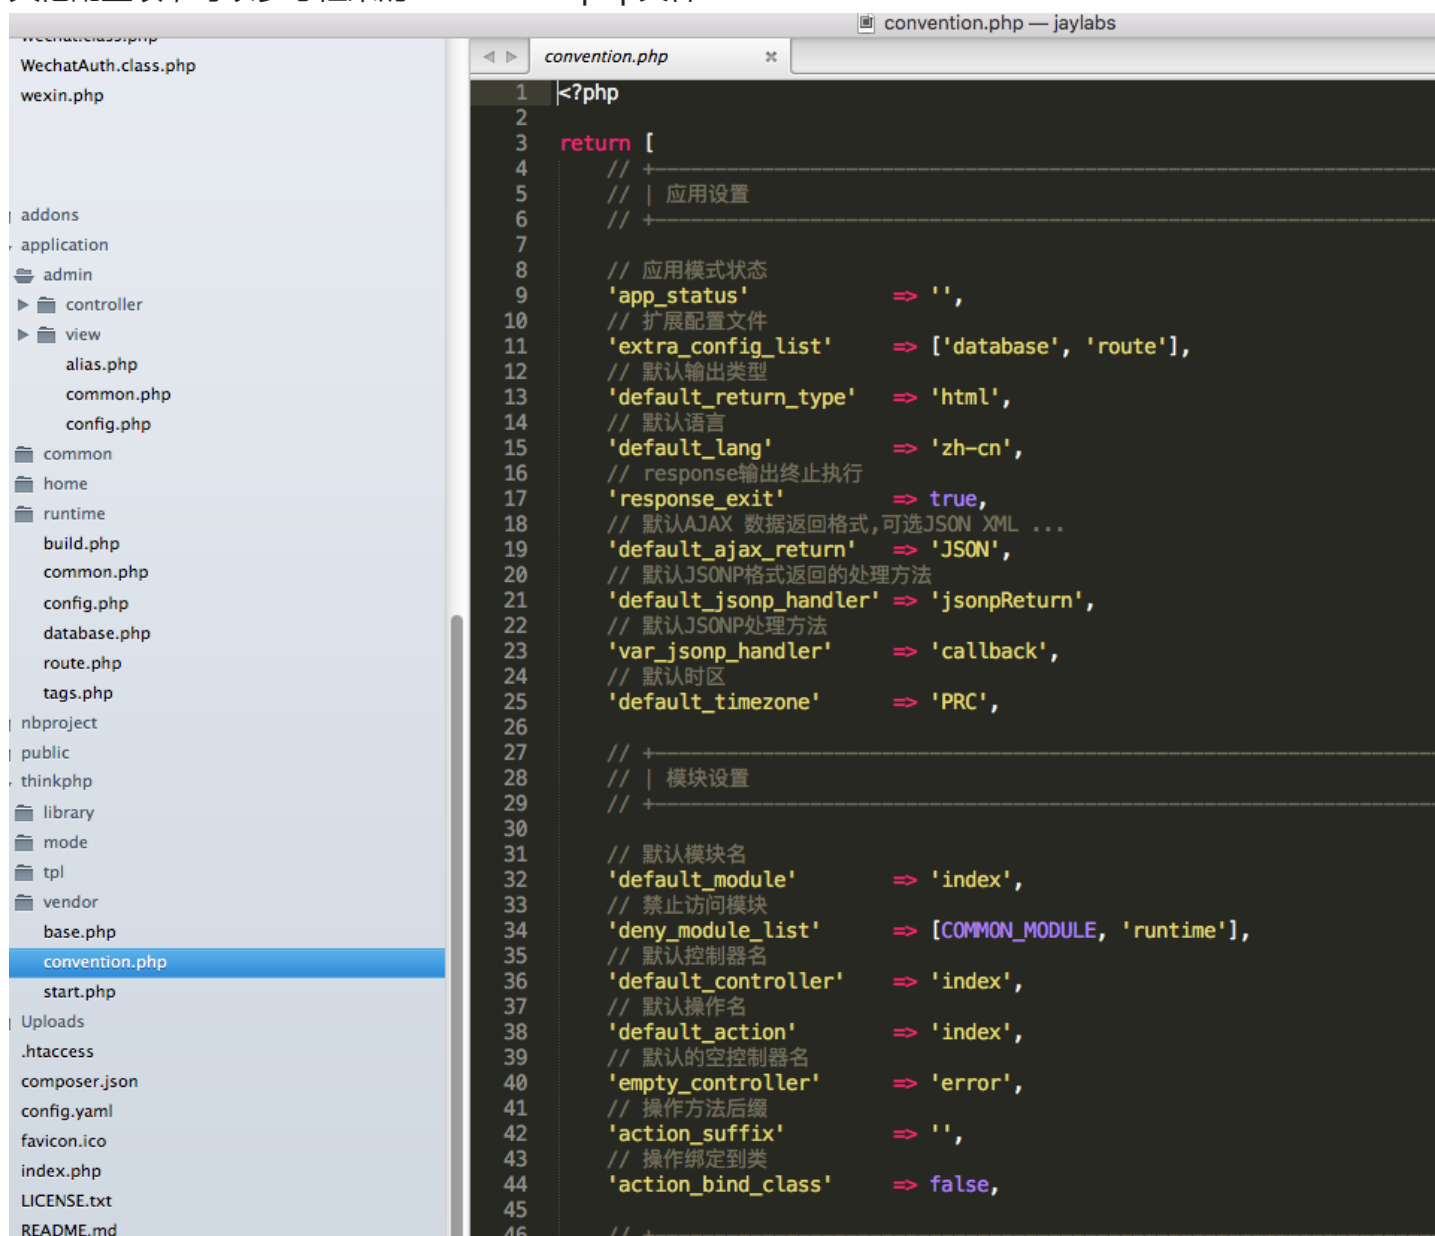 convention.php — jaylabs
WechatAuth.class.php
wexin.php
addons
application
admin
controller
view
alias.php
common.php
config.php
common
home
runtime
build.php
common.php
config.php
database.php
route.php
tags.php
nbproject
public
thinkphp
library
mode
tpl
vendor
base.php
convention.php
start.php
Uploads
.htaccess
composer.json
config.yaml
favicon.ico
index.php
LICENSE.txt
README.md
convention.php
1 <?php
2
3 return [
4 // +----------------------------------------------------------------------
5 // | 应用设置
6 // +----------------------------------------------------------------------
7
8 // 应用模式状态
9 'app_status' => '',
10 // 扩展配置文件
11 'extra_config_list' => ['database', 'route'],
12 // 默认输出类型
13 'default_return_type' => 'html',
14 // 默认语言
15 'default_lang' => 'zh-cn',
16 // response输出终止执行
17 'response_exit' => true,
18 // 默认AJAX 数据返回格式,可选JSON XML ...
19 'default_ajax_return' => 'JSON',
20 // 默认JSONP格式返回的处理方法
21 'default_jsonp_handler' => 'jsonpReturn',
22 // 默认JSONP处理方法
23 'var_jsonp_handler' => 'callback',
24 // 默认时区
25 'default_timezone' => 'PRC',
26
27 // +----------------------------------------------------------------------
28 // | 模块设置
29 // +----------------------------------------------------------------------
30
31 // 默认模块名
32 'default_module' => 'index',
33 // 禁止访问模块
34 'deny_module_list' => [COMMON_MODULE, 'runtime'],
35 // 默认控制器名
36 'default_controller' => 'index',
37 // 默认操作名
38 'default_action' => 'index',
39 // 默认的空控制器名
40 'empty_controller' => 'error',
41 // 操作方法后缀
42 'action_suffix' => '',
43 // 操作绑定到类
44 'action_bind_class' => false,
45
46 // +